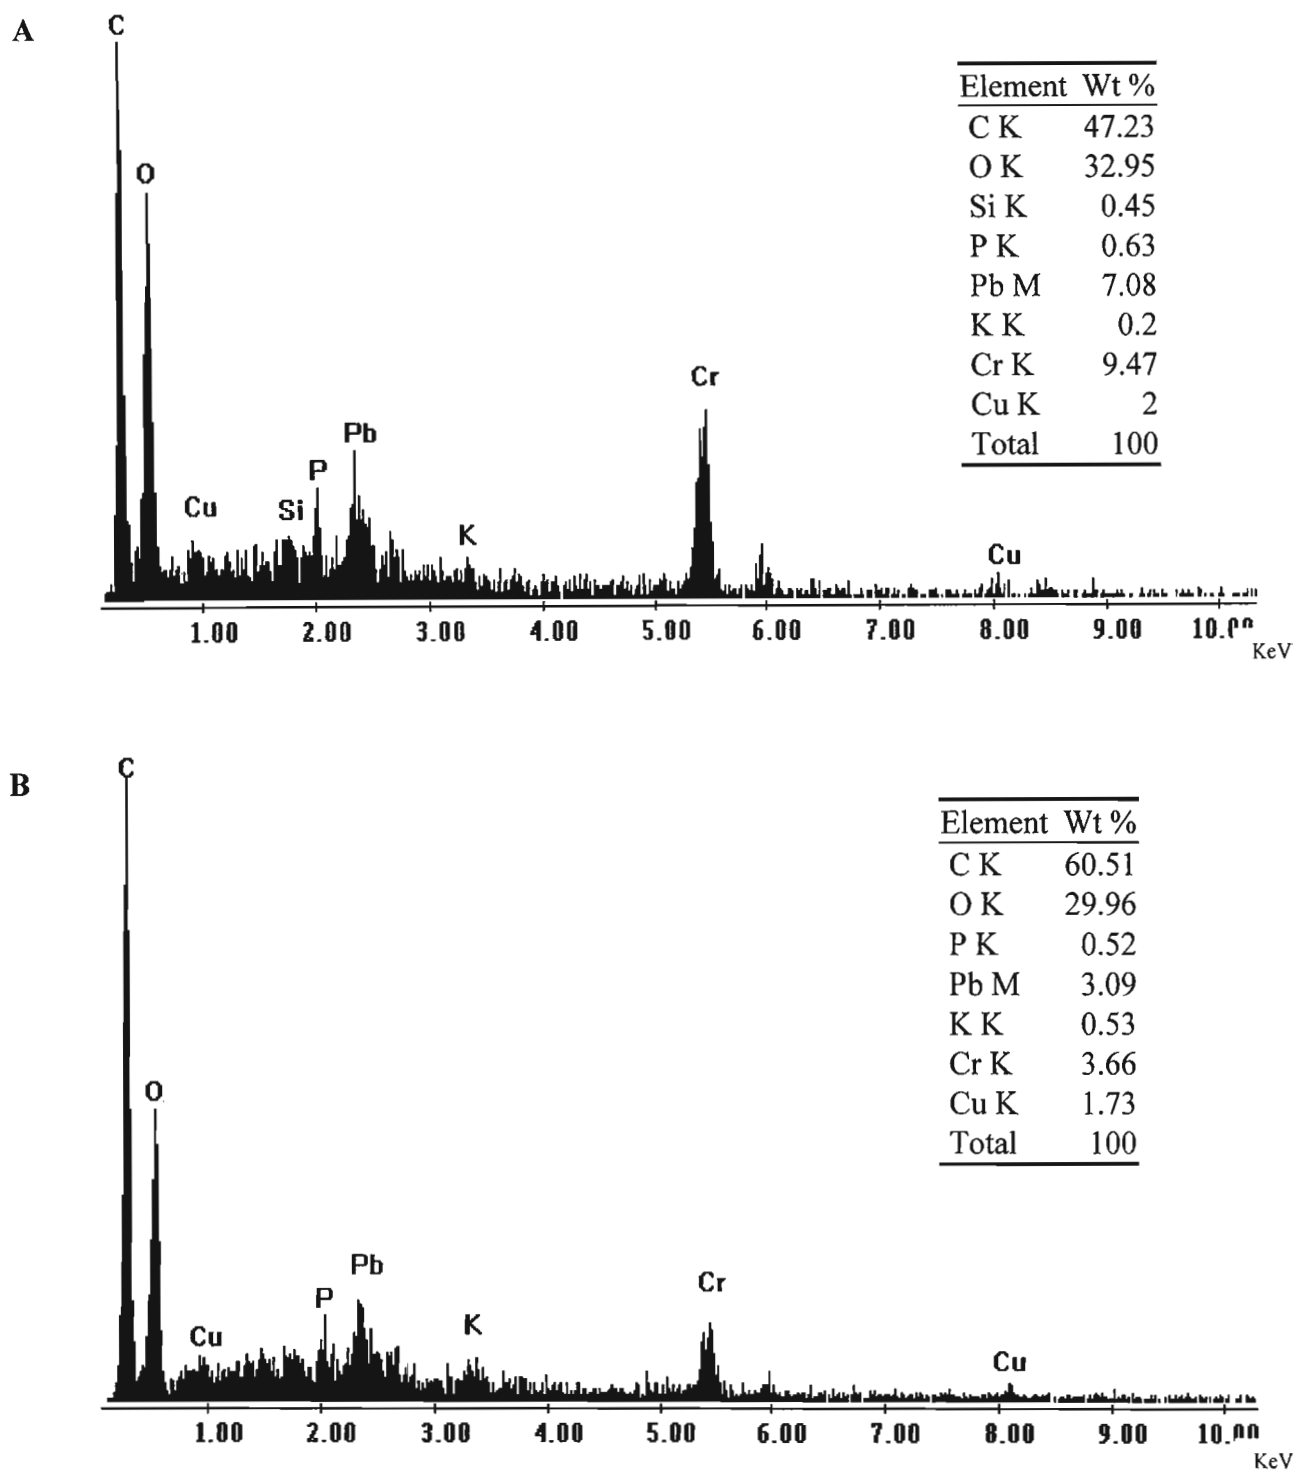 A
C
O
Cu
Si
P
Pb
K
Cr
Cu
Element Wt %
C K 47.23
O K 32.95
Si K 0.45
P K 0.63
Pb M 7.08
K K 0.2
Cr K 9.47
Cu K 2
Total 100
1.00 2.00 3.00 4.00 5.00 6.00 7.00 8.00 9.00
KeV
B
C
O
Cu
P
Pb
K
Cr
Cu
Element Wt %
C K 60.51
O K 29.96
P K 0.52
Pb M 3.09
K K 0.53
Cr K 3.66
Cu K 1.73
Total 100
1.00 2.00 3.00 4.00 5.00 6.00 7.00 8.00 9.00
KeV